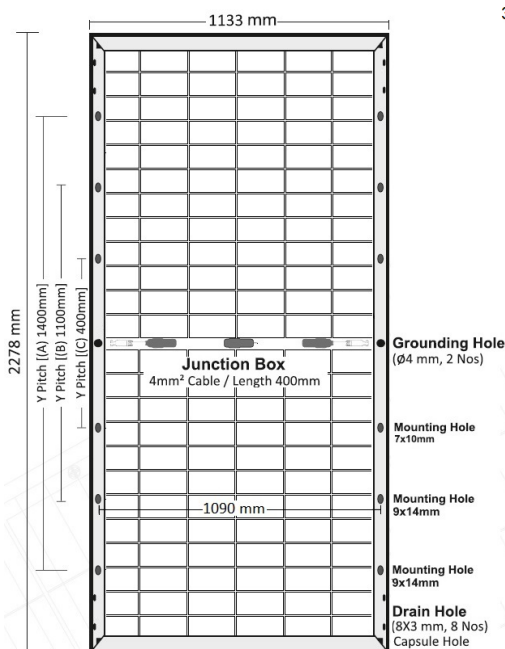 3
1133 mm
2278 mm
Y Pitch [(A) 1400mm]
Y Pitch [(B) 1100mm]
Y Pitch [(C) 400mm]
Grounding Hole
(Ø4 mm, 2 Nos)
Junction Box
4mm² Cable / Length 400mm
Mounting Hole
7x10mm
1090 mm
Mounting Hole
9x14mm
Mounting Hole
9x14mm
Drain Hole
(8X3 mm, 8 Nos)
Capsule Hole